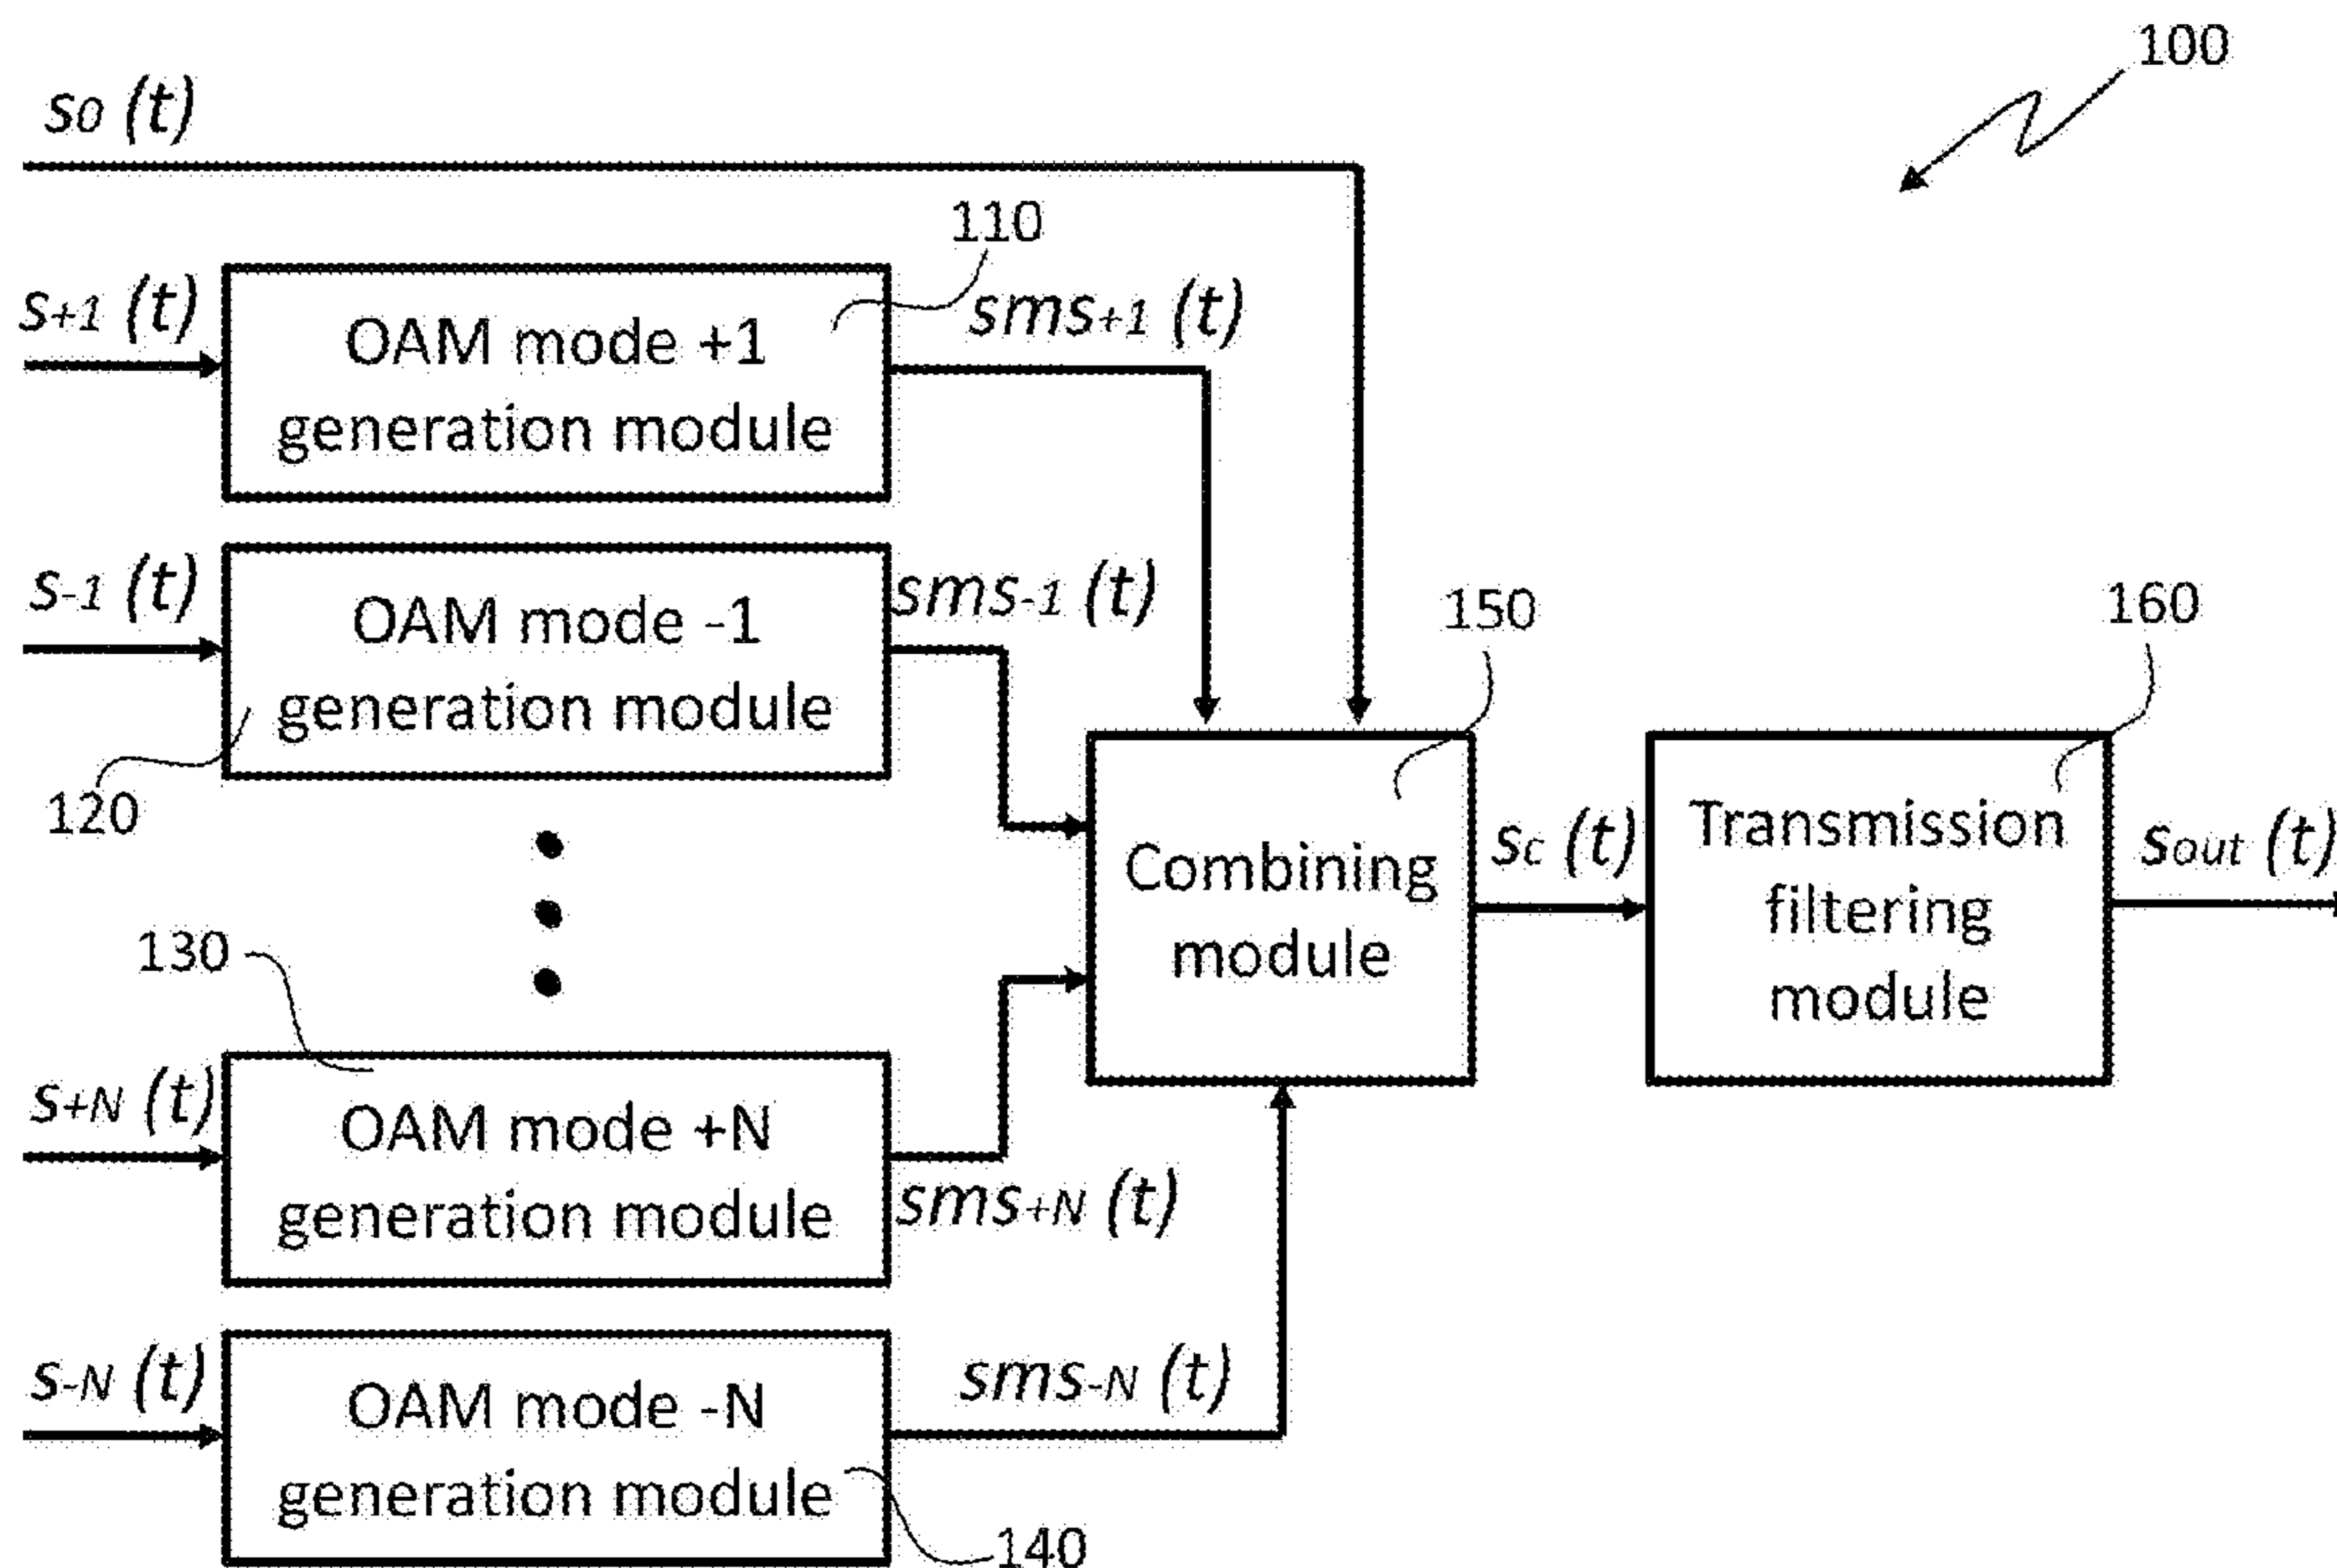 100
s0 (t)
110
s+1 (t)
OAM mode +1
generation module
sms+1 (t)
s-1 (t)
OAM mode -1
generation module
sms-1 (t)
120
150
160
Combining
module
sc (t)
Transmission
filtering
module
sout (t)
130
s+N (t)
OAM mode +N
generation module
sms+N (t)
s-N (t)
OAM mode -N
generation module
sms-N (t)
140